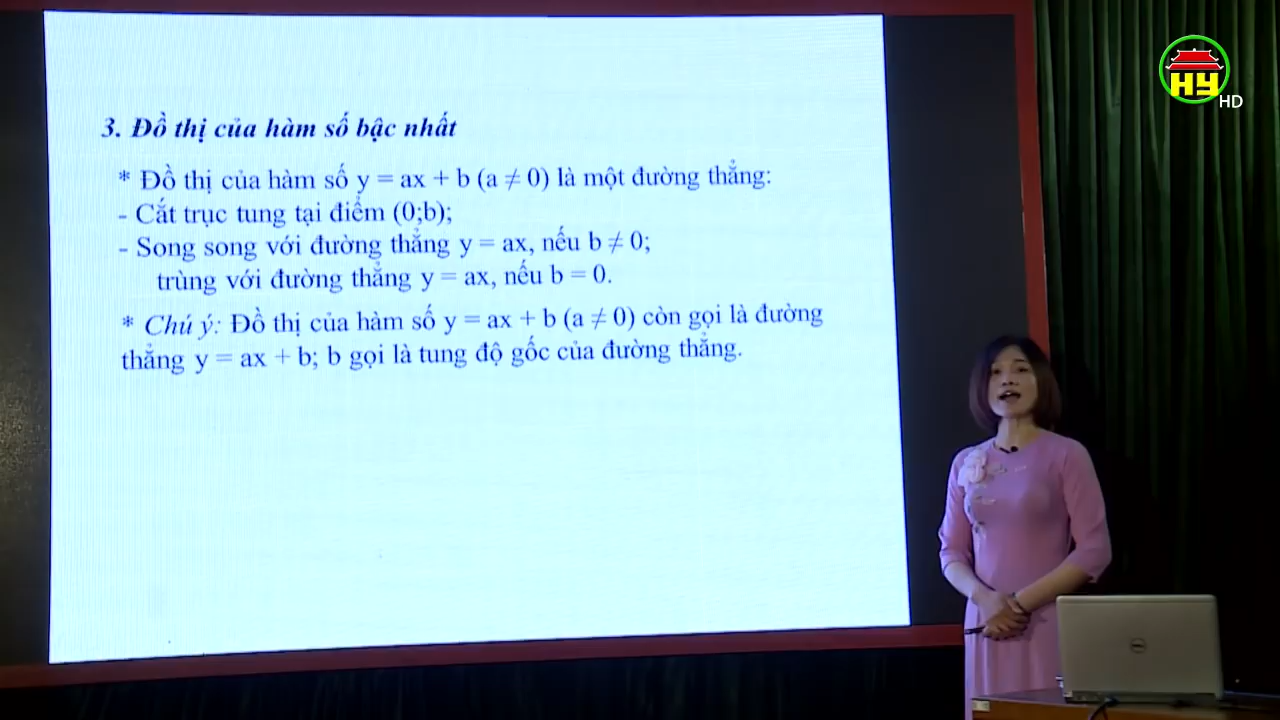 HY
HD
3. Đồ thị của hàm số bậc nhất
* Đồ thị của hàm số y = ax + b (a ≠ 0) là một đường thẳng:
- Cắt trục tung tại điểm (0;b);
- Song song với đường thẳng y = ax, nếu b ≠ 0;
trùng với đường thẳng y = ax, nếu b = 0.
* Chú ý: Đồ thị của hàm số y = ax + b (a ≠ 0) còn gọi là đường
thẳng y = ax + b; b gọi là tung độ gốc của đường thẳng.